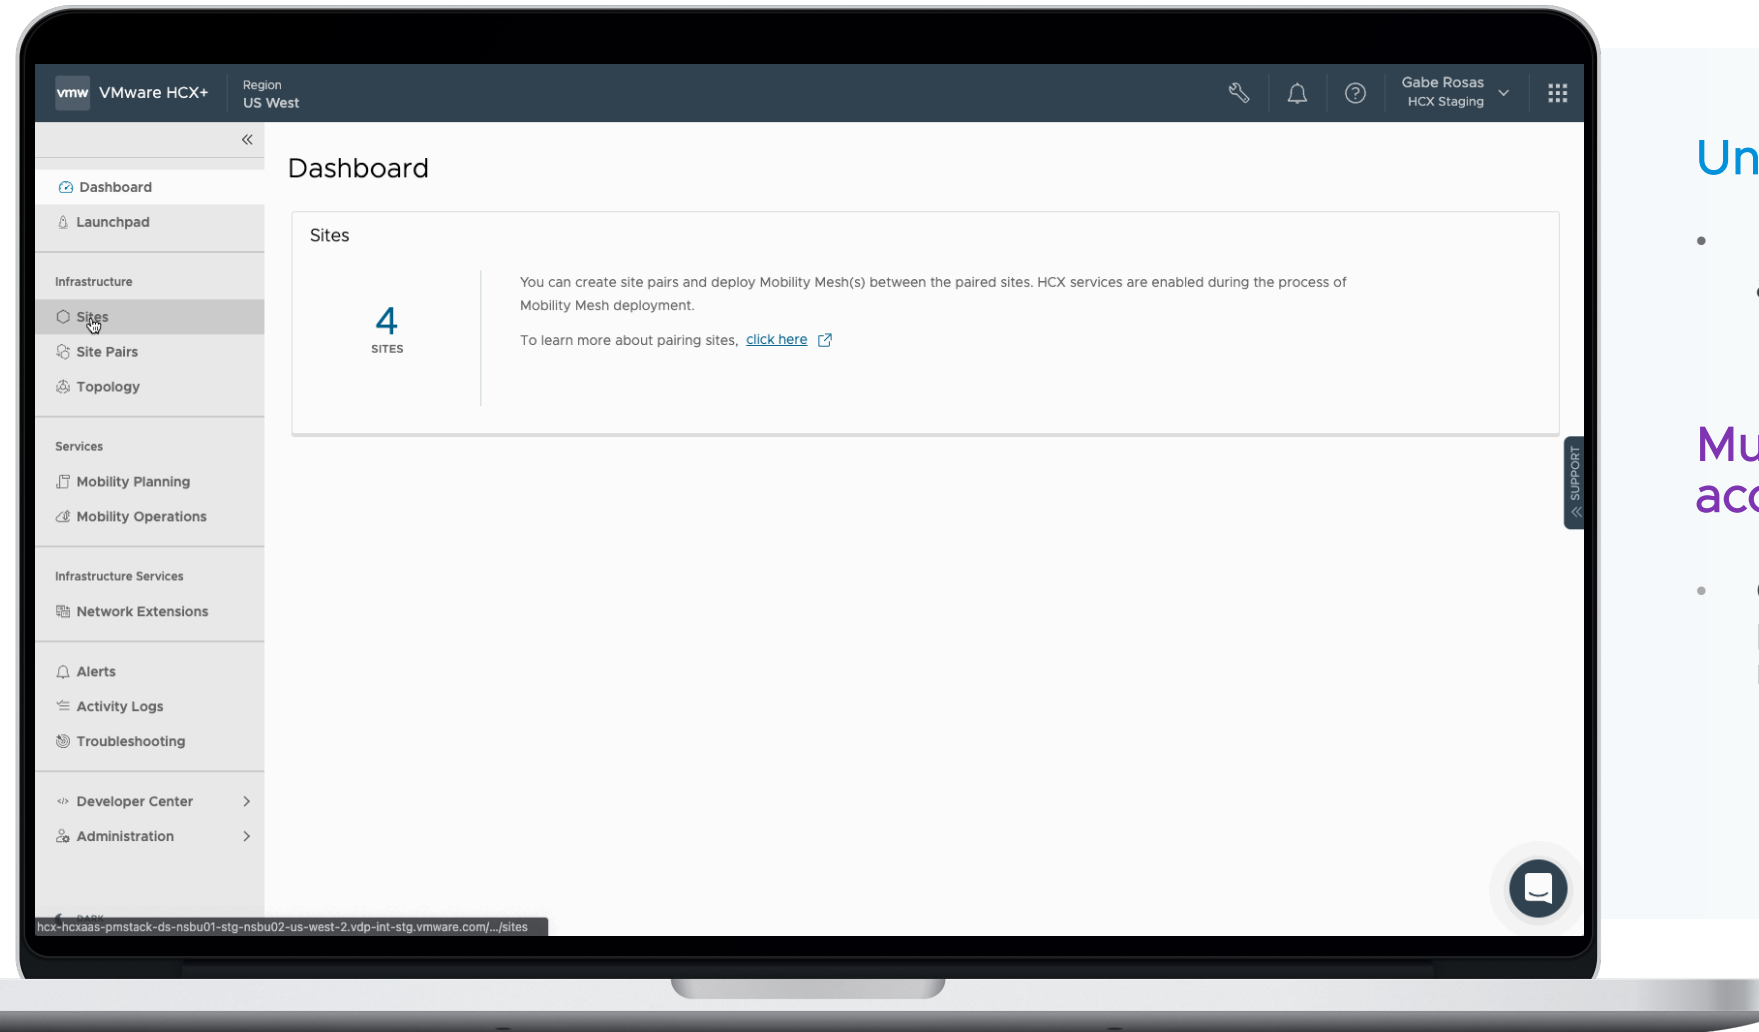 vmw VMware HCX+
Region
US West
Gabe Rosas
HCX Staging
Dashboard
Launchpad
Infrastructure
Sites
Site Pairs
Topology
Services
Mobility Planning
Mobility Operations
Infrastructure Services
Network Extensions
Alerts
Activity Logs
Troubleshooting
Developer Center
Administration
DARK
hcx-hcxaas-pmstack-ds-nsbu01-stg-nsbu02-us-west-2.vdp-int-stg.vmware.com/.../sites
Dashboard
Sites
4
SITES
You can create site pairs and deploy Mobility Mesh(s) between the paired sites. HCX services are enabled during the process of
Mobility Mesh deployment.
To learn more about pairing sites, click here
SUPPORT
Un
Mu
acc